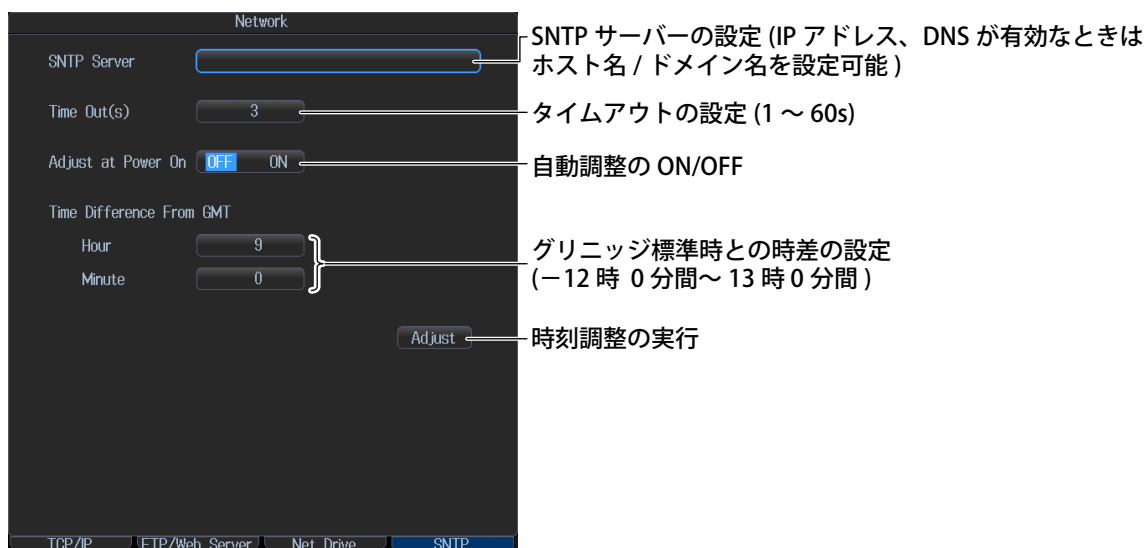 Network
SNTP サーバーの設定 (IP アドレス、DNS が有効なときは
ホスト名 / ドメイン名を設定可能 )
SNTP Server
Time Out(s) 3
タイムアウトの設定 (1 ～ 60s)
Adjust at Power On OFF ON
自動調整の ON/OFF
Time Difference From GMT
Hour 9
Minute 0
グリニッジ標準時との時差の設定
(－12 時 0 分間～ 13 時 0 分間 )
Adjust
時刻調整の実行
TCP/IP FTP/Web Server Net Drive SNTP